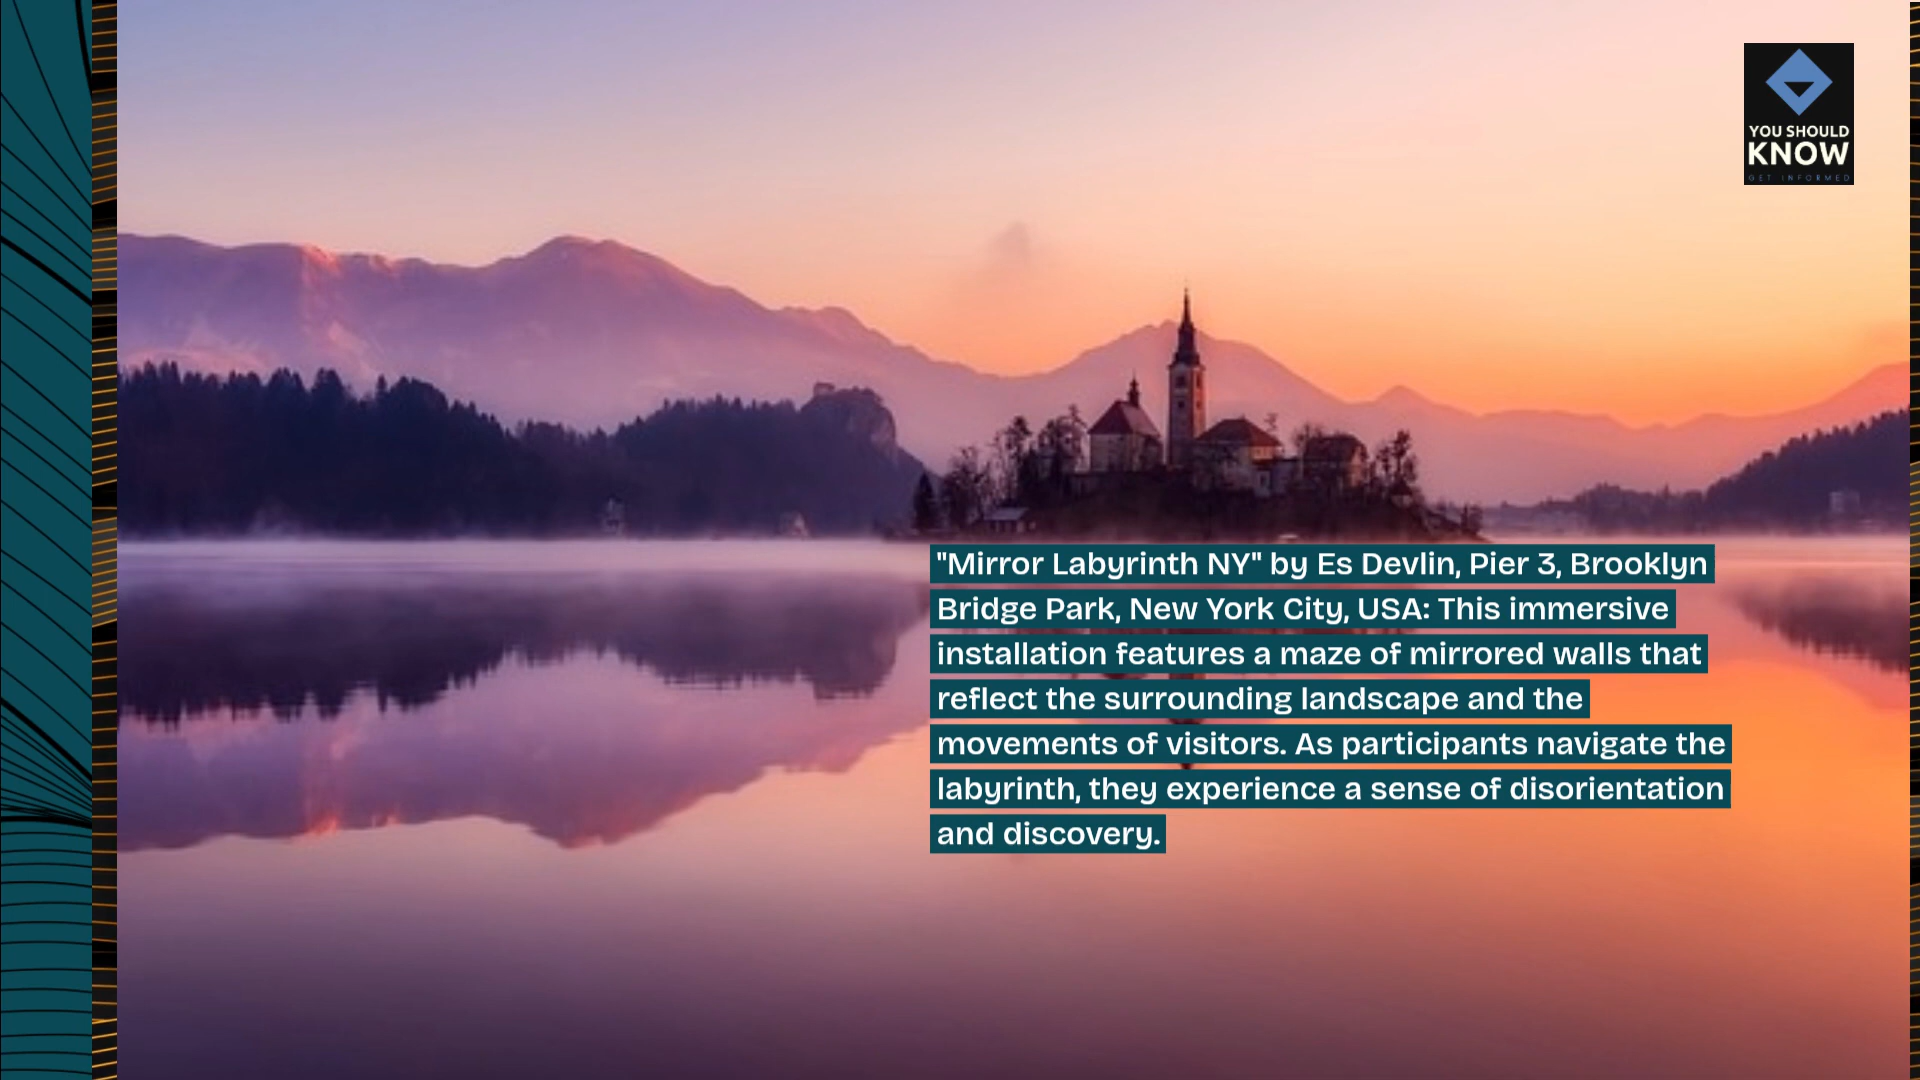 YOU SHOULD
KNOW
GET INFORMED
"Mirror Labyrinth NY" by Es Devlin, Pier 3, Brooklyn
Bridge Park, New York City, USA: This immersive
installation features a maze of mirrored walls that
reflect the surrounding landscape and the
movements of visitors. As participants navigate the
labyrinth, they experience a sense of disorientation
and discovery.